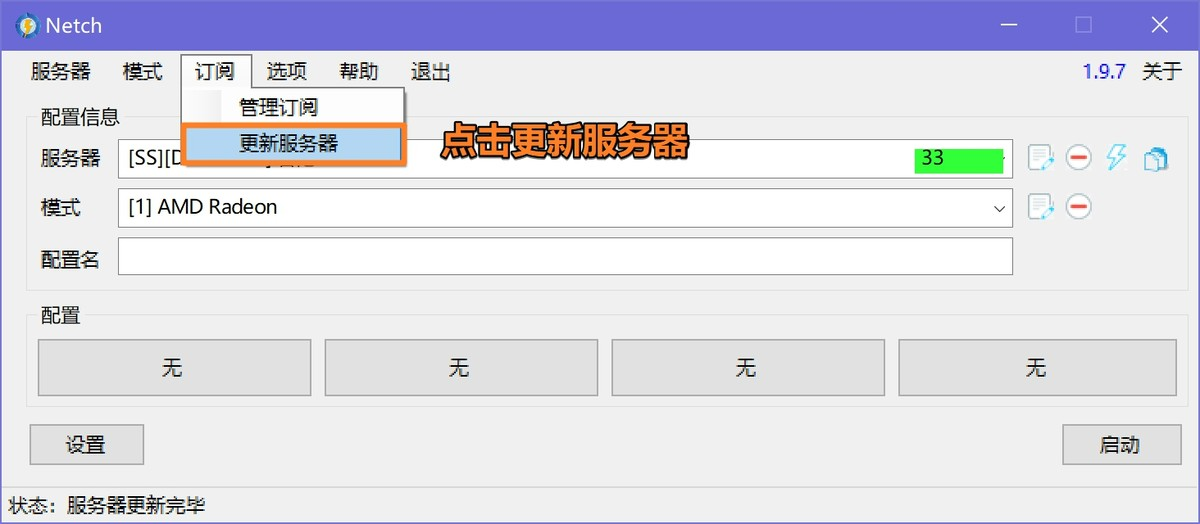 Netch
服务器 模式 订阅 选项 帮助 退出 1.9.7 关于
管理订阅
更新服务器
点击更新服务器
配置信息
服务器 [SS][D 33
模式 [1] AMD Radeon
配置名
配置
无 无 无 无
设置 启动
状态：服务器更新完毕